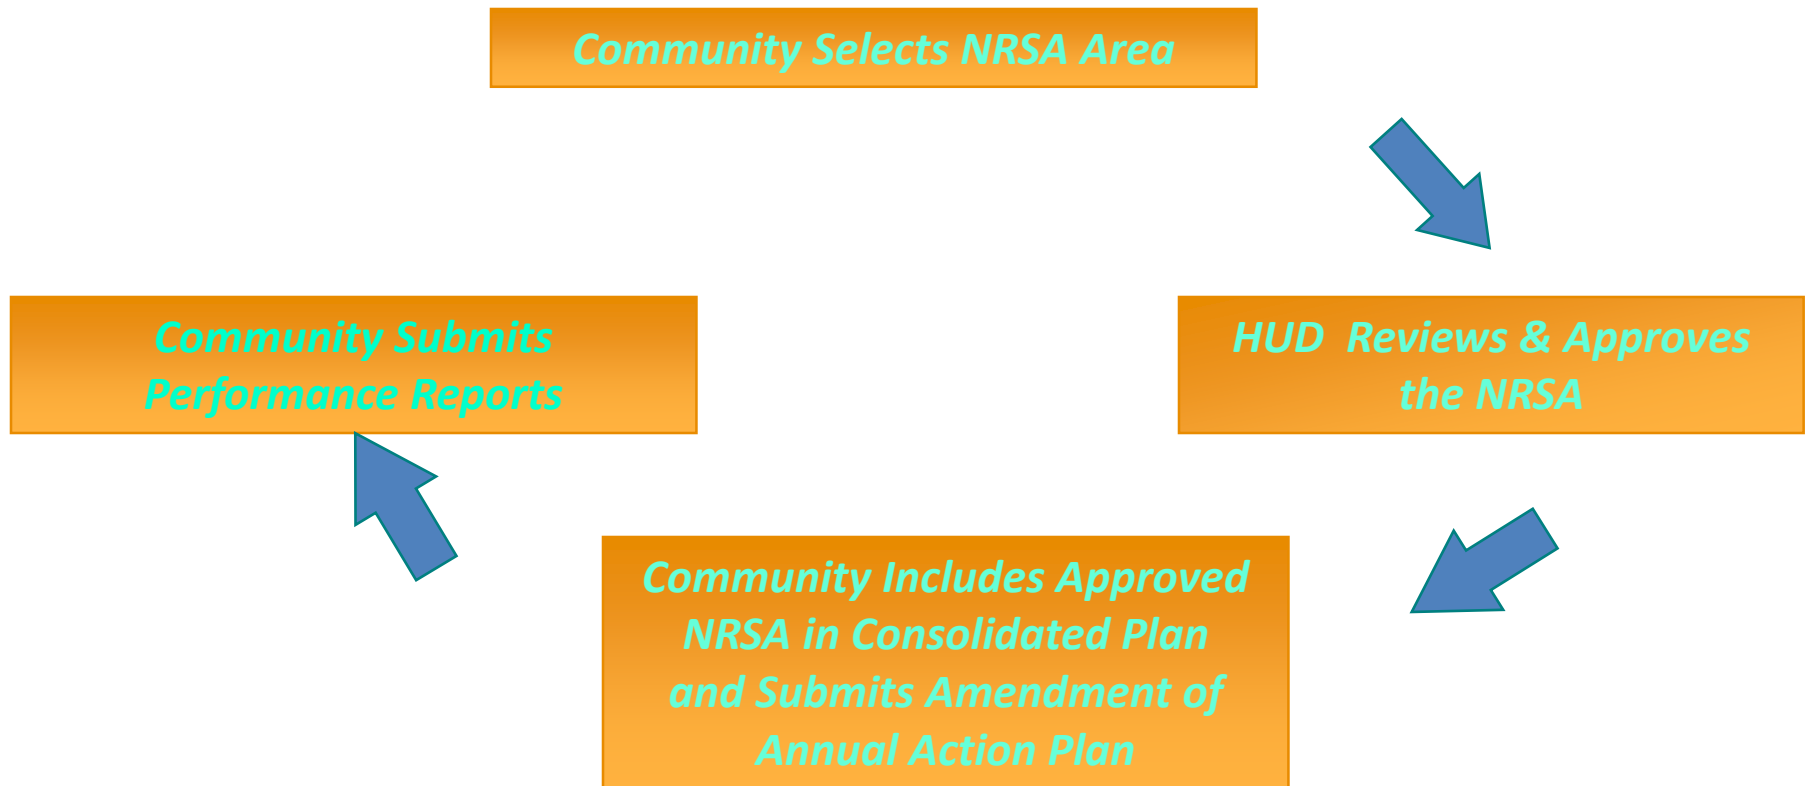 Community Selects NRSA Area
HUD  Reviews & Approves
the NRSA
Community Includes Approved
NRSA in Consolidated Plan
and Submits Amendment of
Annual Action Plan
Community Submits
Performance Reports